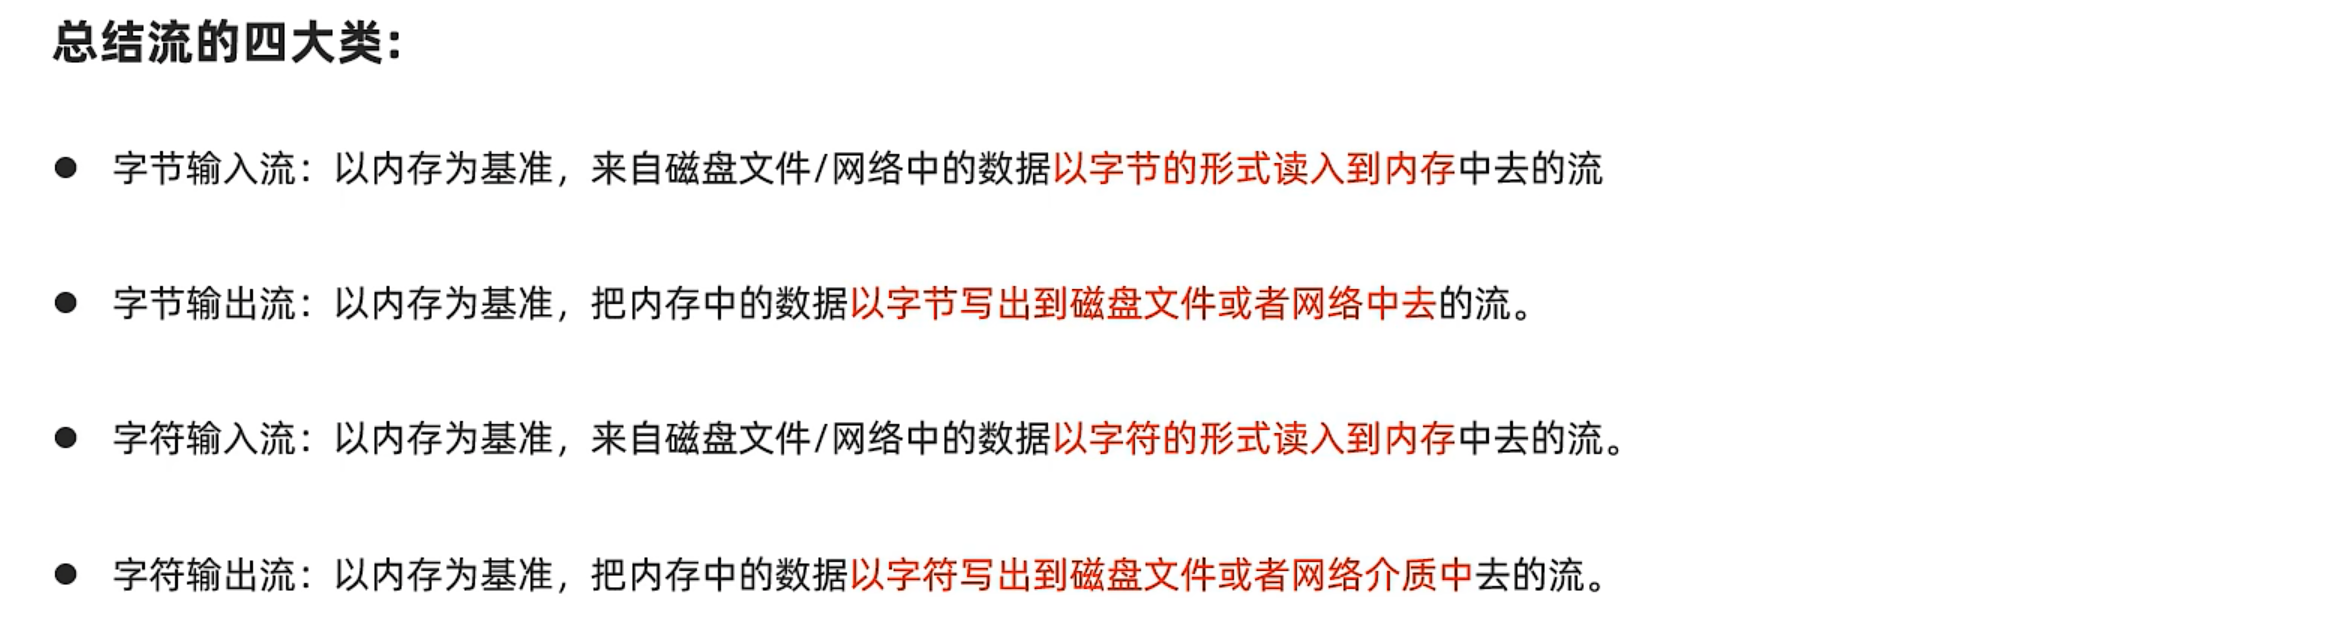 总结流的四大类：
● 字节输入流：以内存为基准，来自磁盘文件/网络中的数据以字节的形式读入到内存中去的流
● 字节输出流：以内存为基准，把内存中的数据以字节写出到磁盘文件或者网络中去的流。
● 字符输入流：以内存为基准，来自磁盘文件/网络中的数据以字符的形式读入到内存中去的流。
● 字符输出流：以内存为基准，把内存中的数据以字符写出到磁盘文件或者网络介质中去的流。